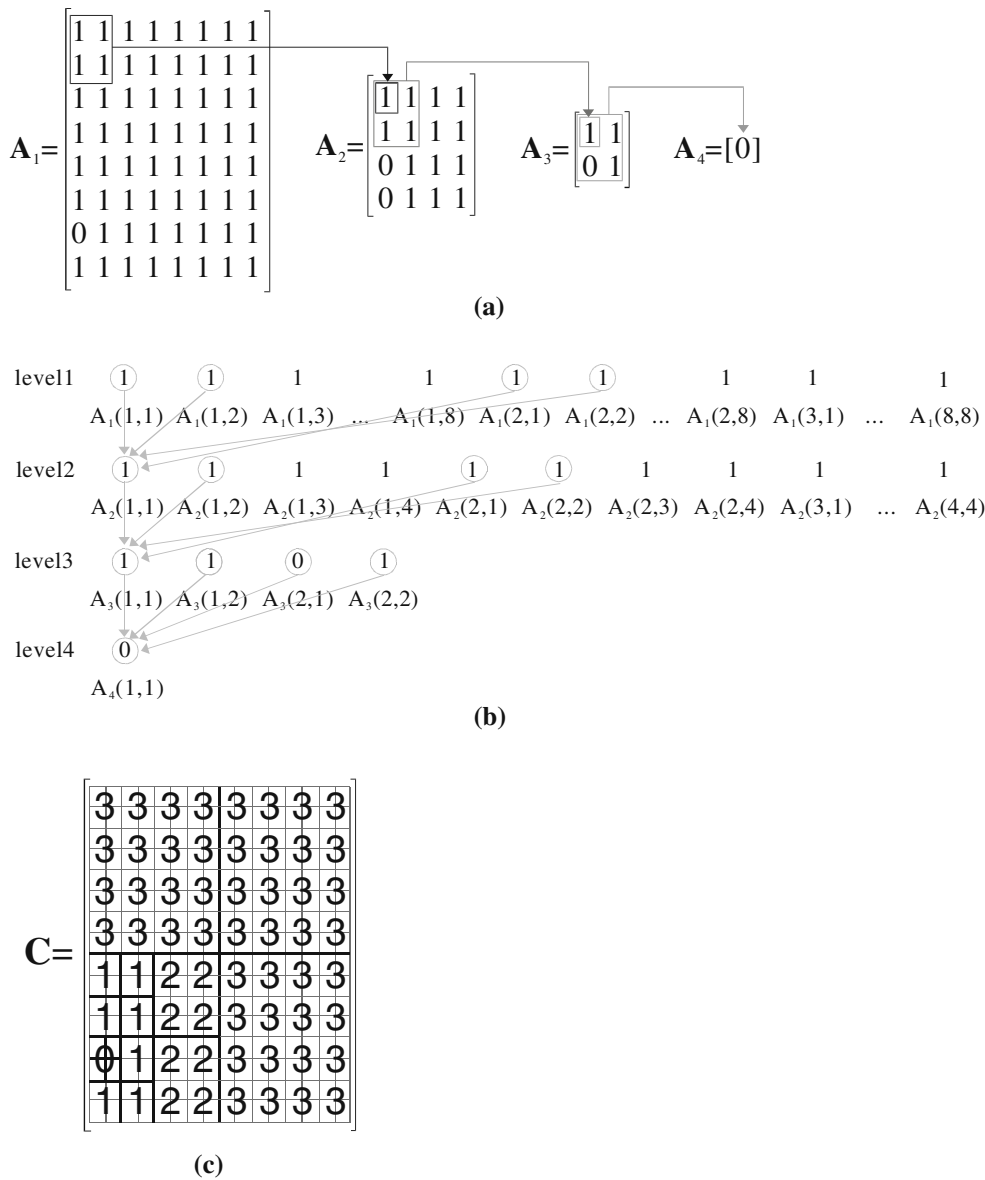 A₁= 1 1 1 1 1 1 1 1
1 1 1 1 1 1 1 1
1 1 1 1 1 1 1 1
1 1 1 1 1 1 1 1
1 1 1 1 1 1 1 1
1 1 1 1 1 1 1 1
0 1 1 1 1 1 1 1
1 1 1 1 1 1 1 1
A₂= 1 1 1 1
1 1 1 1
0 1 1 1
0 1 1 1
A₃= 1 1
0 1
A₄=[0]
(a)
level1 1 1 1 1 1 1 1 1 1
A₁(1,1) A₁(1,2) A₁(1,3) ... A₁(1,8) A₁(2,1) A₁(2,2) ... A₁(2,8) A₁(3,1) ... A₁(8,8)
level2 1 1 1 1 1 1 1 1 1 1
A₂(1,1) A₂(1,2) A₂(1,3) A₂(1,4) A₂(2,1) A₂(2,2) A₂(2,3) A₂(2,4) A₂(3,1) ... A₂(4,4)
level3 1 1 0 1
A₃(1,1) A₃(1,2) A₃(2,1) A₃(2,2)
level4 0
A₄(1,1)
(b)
C= 3 3 3 3 3 3 3 3
3 3 3 3 3 3 3 3
3 3 3 3 3 3 3 3
3 3 3 3 3 3 3 3
1 1 2 2 3 3 3 3
1 1 2 2 3 3 3 3
0 1 2 2 3 3 3 3
1 1 2 2 3 3 3 3
(c)